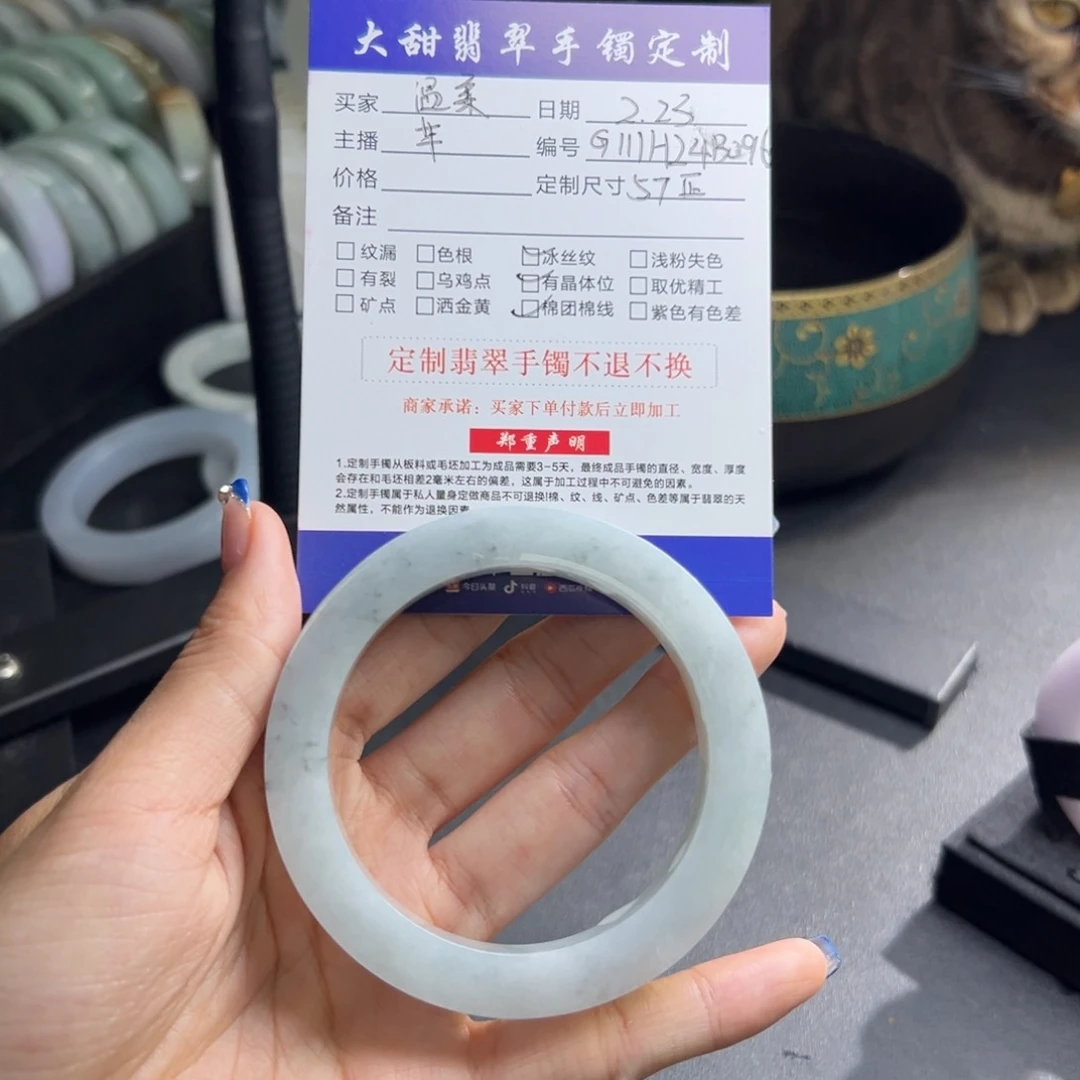 大甜翡翠手镯定制
买家 温柔 日期 2.23
主播 芈 编号 G111H24B296
价格 定制尺寸 57正
备注
纹漏 色根 冰丝纹 浅粉失色
有裂 乌鸡点 有晶体位 取优精工
矿点 洒金黄 棉团棉线 紫色有色差
定制翡翠手镯不退不换
商家承诺：买家下单付款后立即加工
郑重声明
1.定制手镯从板料或毛坯加工为成品需要3-5天，最终成品手镯的直径、宽度、厚度
会存在和毛坯相差2毫米左右的偏差，这属于加工过程中不可避免的因素。
2.定制手镯属于私人量身定做商品不可退换!棉、纹、线、矿点、色差等属于翡翠的天
然属性，不能作为退换因素
今日头条 抖音